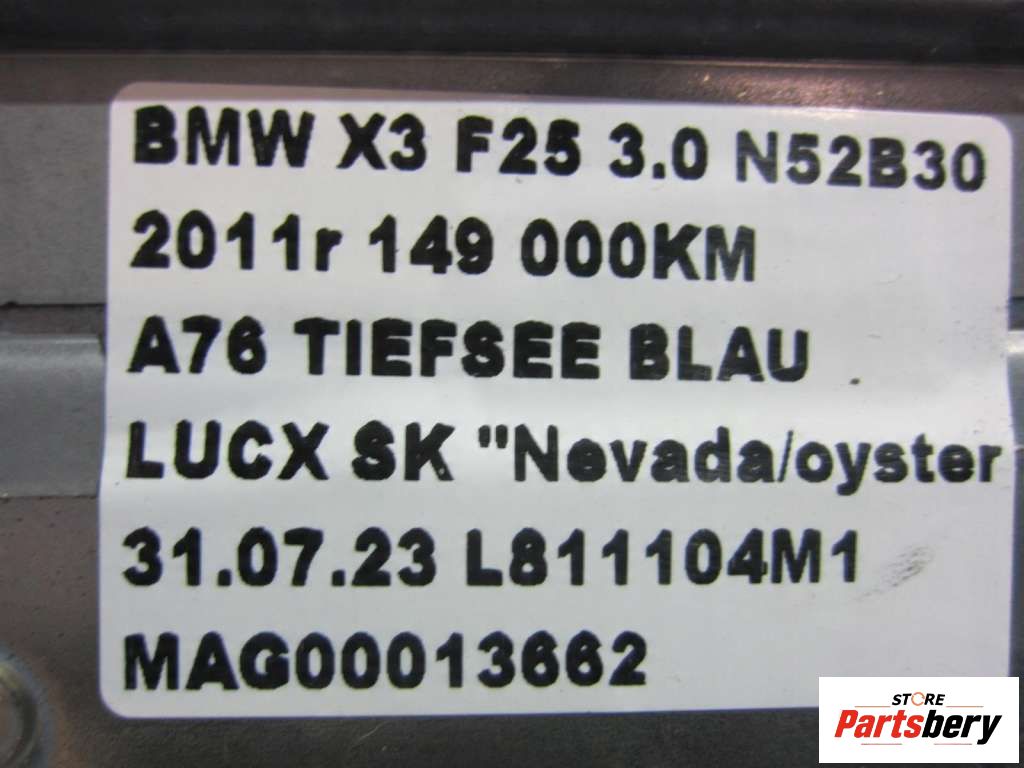 BMW X3 F25 3.0 N52B30
2011r 149 000KM
A76 TIEFSEE BLAU
LUCX SK "Nevada/oyster
31.07.23 L811104M1
MAG00013662
STORE
Partsbery